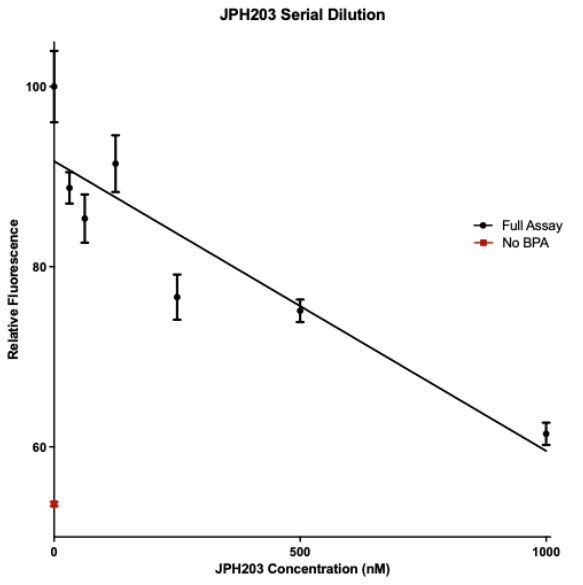 JPH203 Serial Dilution
100
80
60
Relative Fluorescence
0
500
1000
JPH203 Concentration (nM)
Full Assay
No BPA